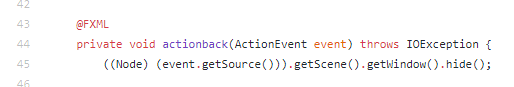 42
43 @FXML
44 private void actionback(ActionEvent event) throws IOException {
45 ((Node) (event.getSource())).getScene().getWindow().hide();
46